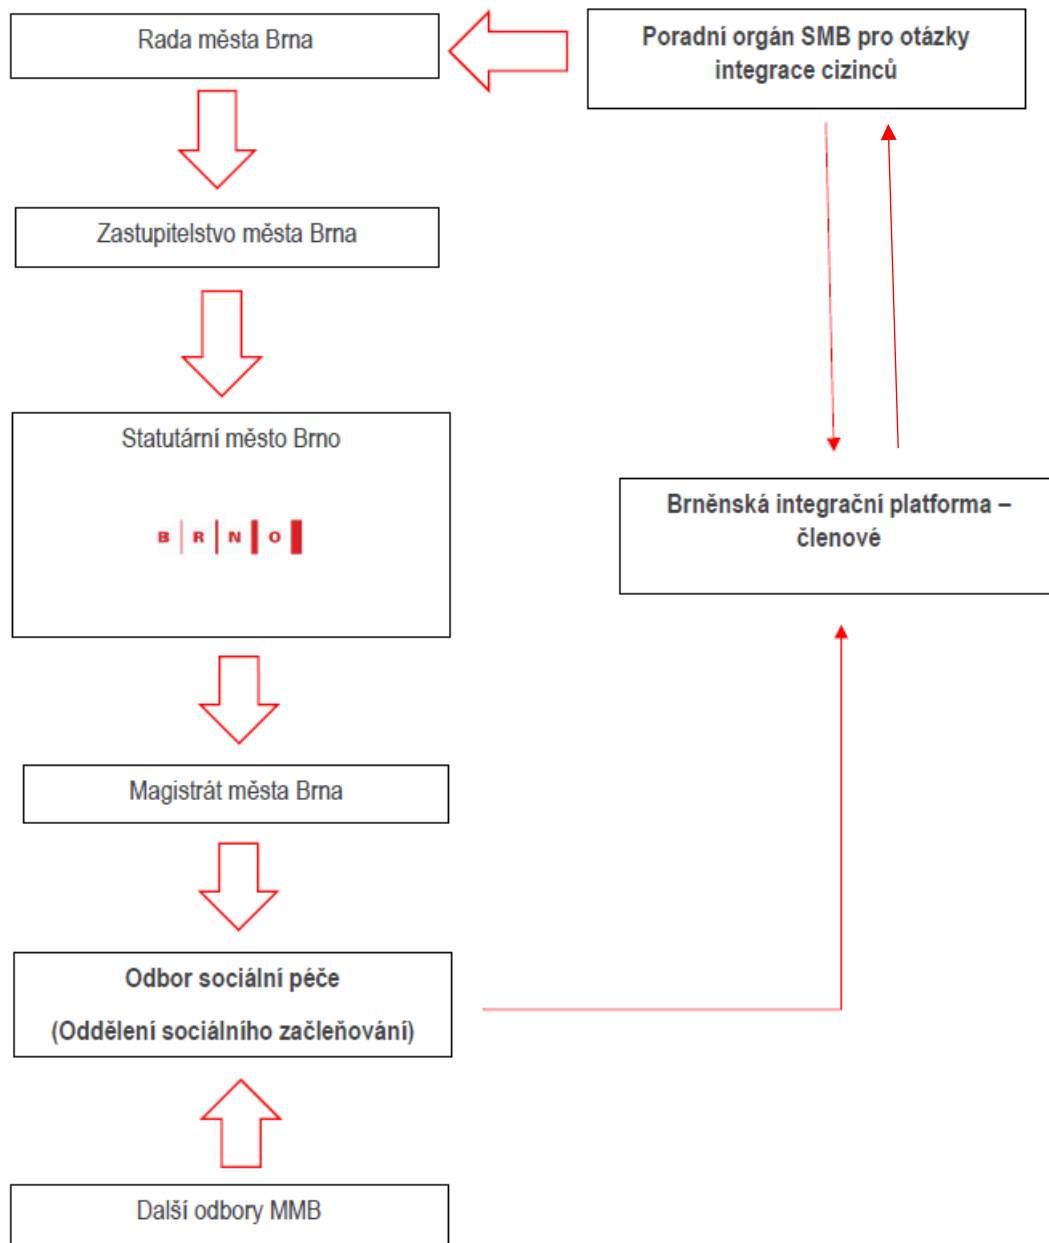 Rada města Brna
Poradní orgán SMB pro otázky
integrace cizinců
Zastupitelstvo města Brna
Statutární město Brno
B R N O
Brněnská integrační platforma –
členové
Magistrát města Brna
Odbor sociální péče
(Oddělení sociálního začleňování)
Další odbory MMB